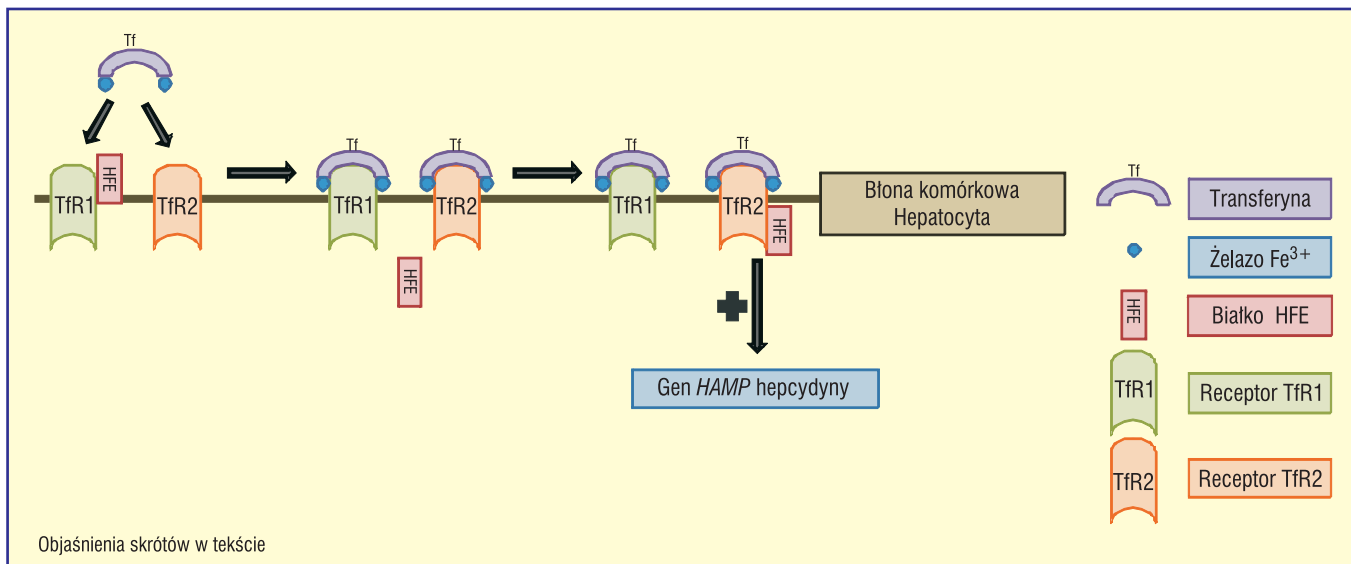 Tf
HFE
TfR1
TfR2
Tf
Tf
TfR1
TfR2
HFE
Tf
Tf
TfR1
TfR2
HFE
Błona komórkowa
Hepatocyta
Gen HAMP hepcydyny
Tf
Transferyna
Żelazo Fe³⁺
HFE
Białko HFE
TfR1
Receptor TfR1
TfR2
Receptor TfR2
Objaśnienia skrótów w tekście